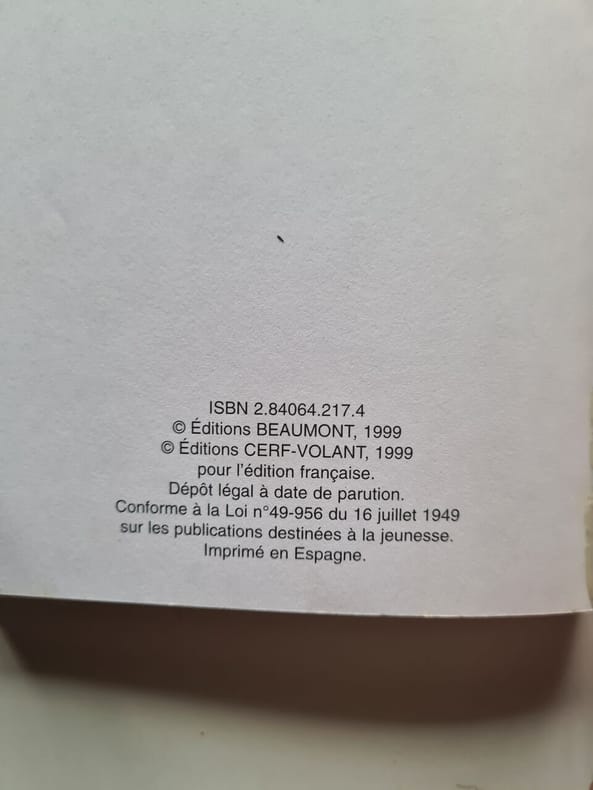 ISBN 2.84064.217.4
© Éditions BEAUMONT, 1999
© Éditions CERF-VOLANT, 1999
pour l'édition française.
Dépôt légal à date de parution.
Conforme à la Loi n°49-956 du 16 juillet 1949
sur les publications destinées à la jeunesse.
Imprimé en Espagne.